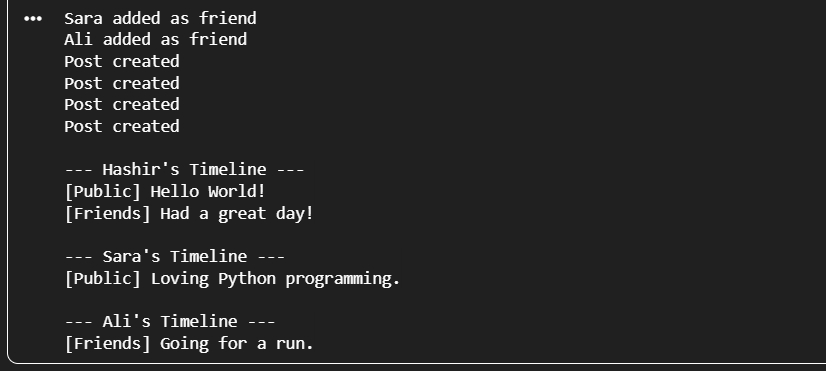 Sara added as friend
Ali added as friend
Post created
Post created
Post created
Post created
--- Hashir's Timeline ---
[Public] Hello World!
[Friends] Had a great day!
--- Sara's Timeline ---
[Public] Loving Python programming.
--- Ali's Timeline ---
[Friends] Going for a run.